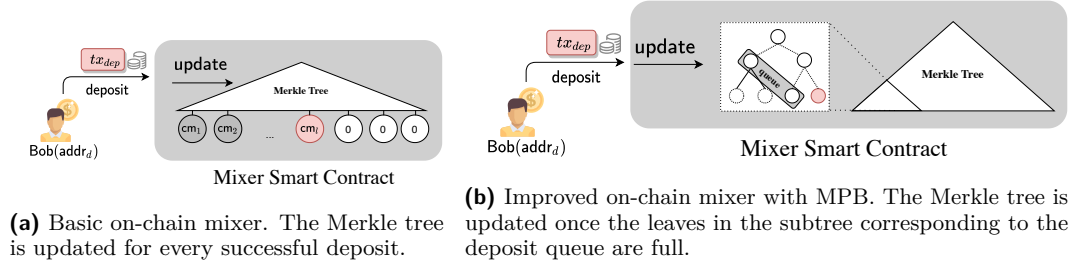 tx_dep
update
deposit
Merkle Tree
cm_1
cm_2
...
cm_l
0
0
0
Bob(addr_d)
Mixer Smart Contract
(a) Basic on-chain mixer. The Merkle tree
is updated for every successful deposit.
tx_dep
update
deposit
queue
Merkle Tree
Bob(addr_d)
Mixer Smart Contract
(b) Improved on-chain mixer with MPB. The Merkle tree is
updated once the leaves in the subtree corresponding to the
deposit queue are full.